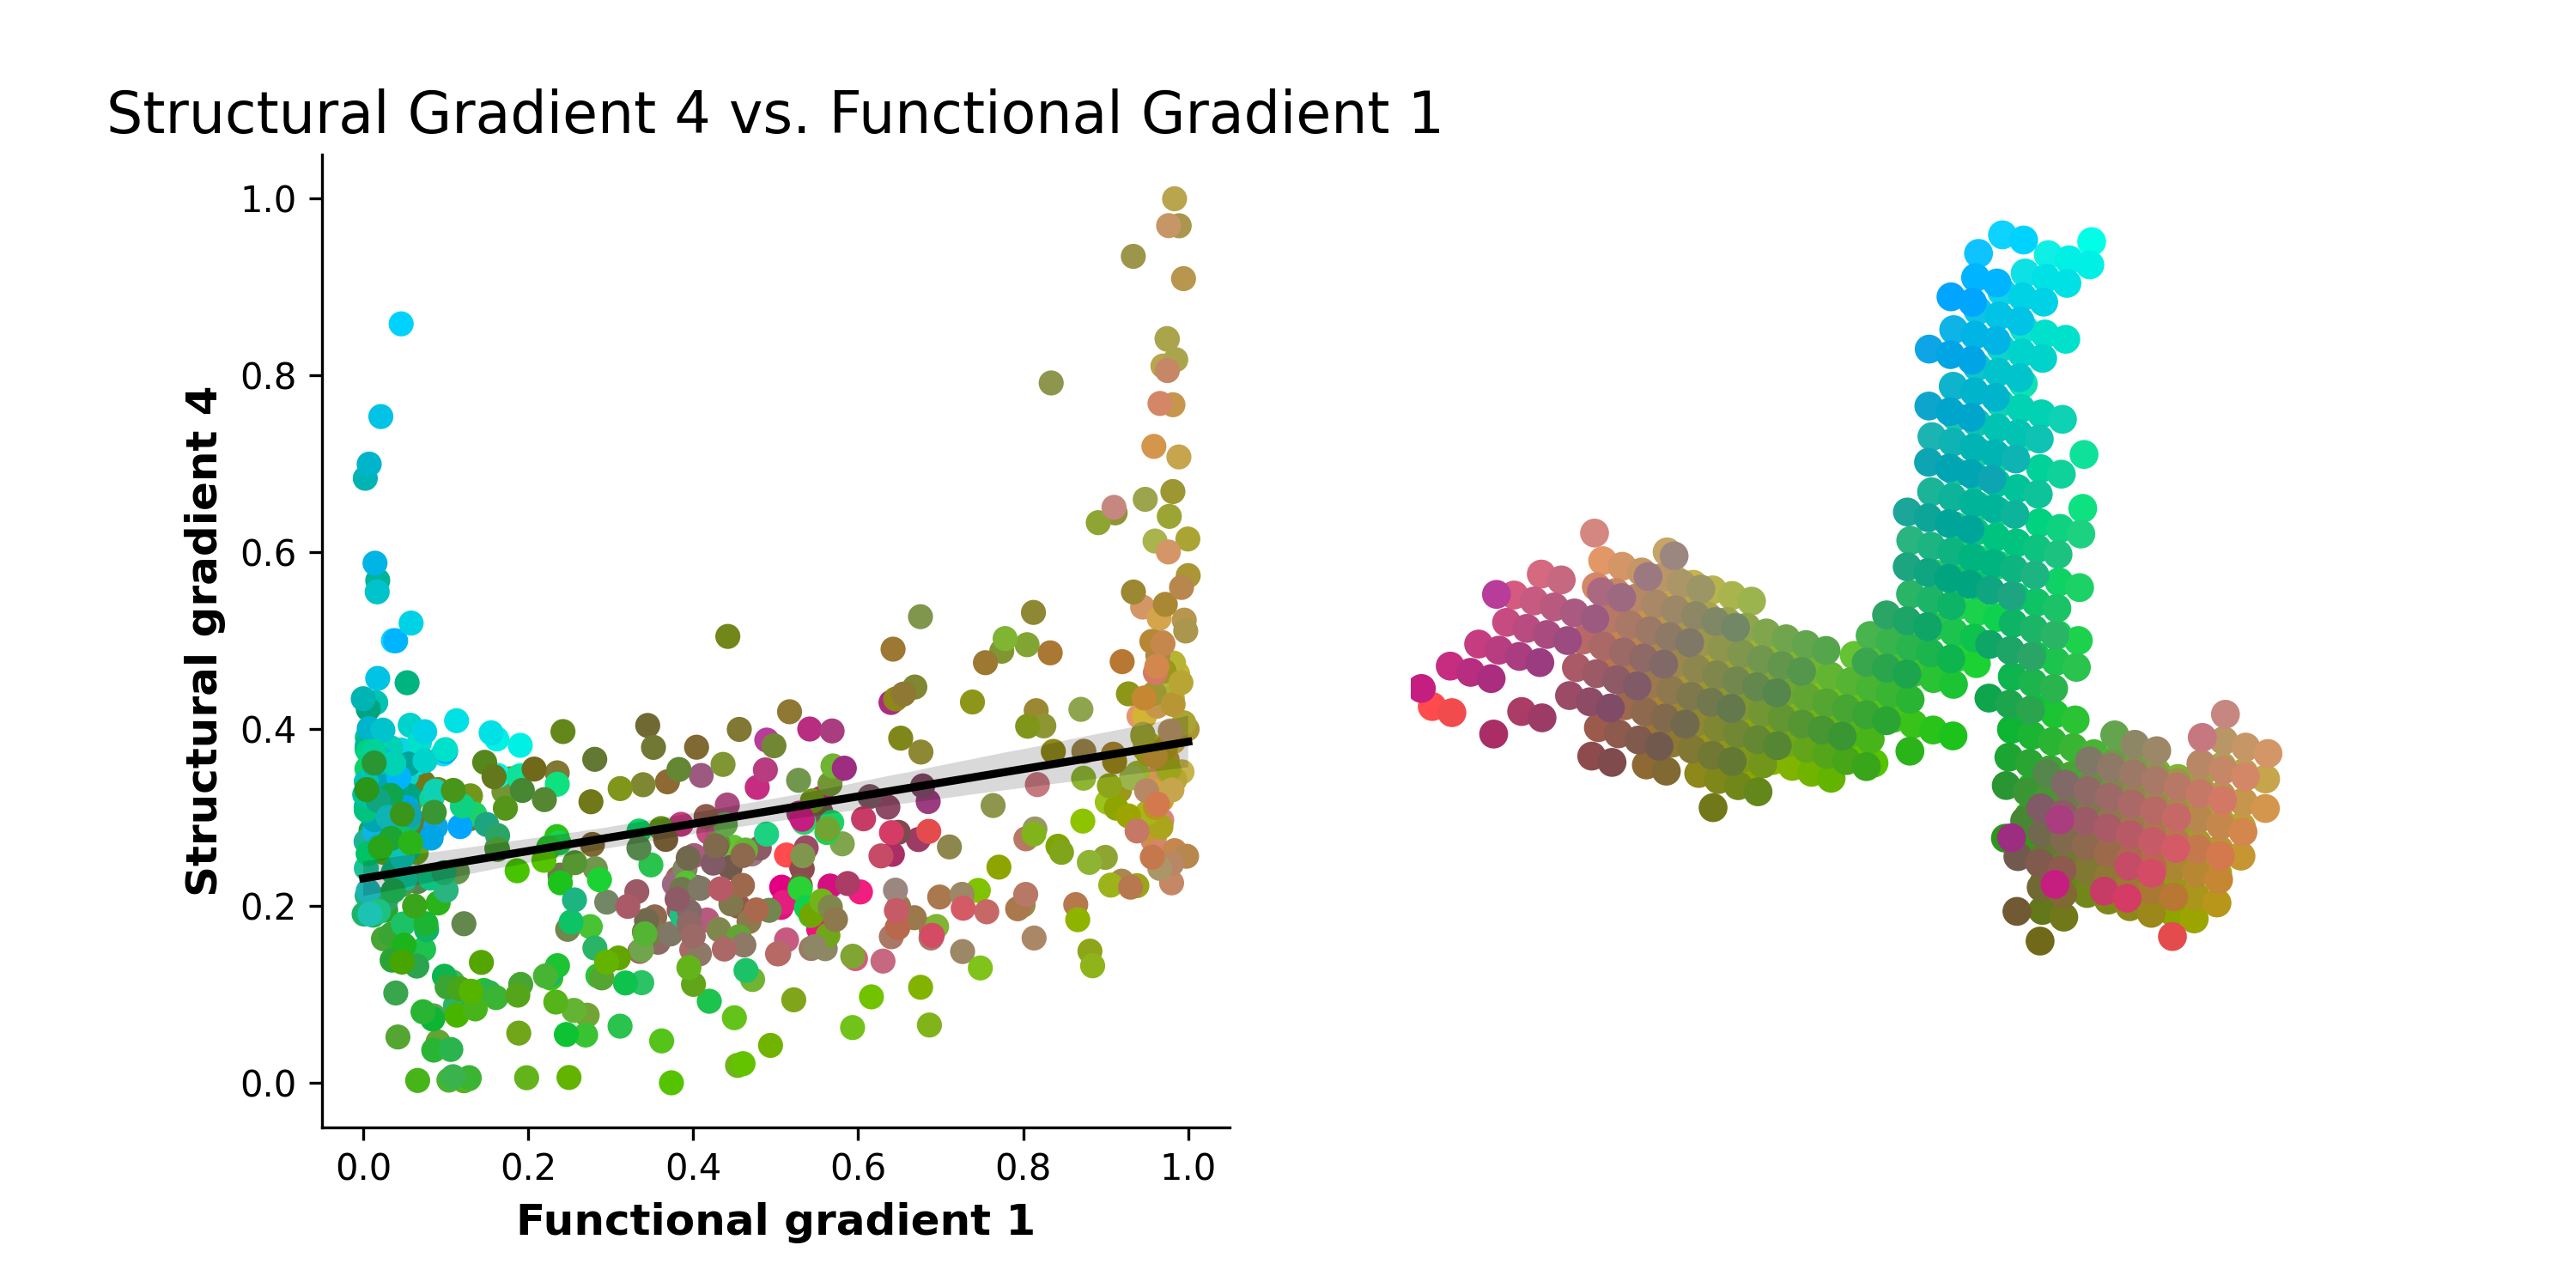 Structural Gradient 4 vs. Functional Gradient 1
Structural gradient 4
1.0
0.8
0.6
0.4
0.2
0.0
0.0 0.2 0.4 0.6 0.8 1.0
Functional gradient 1